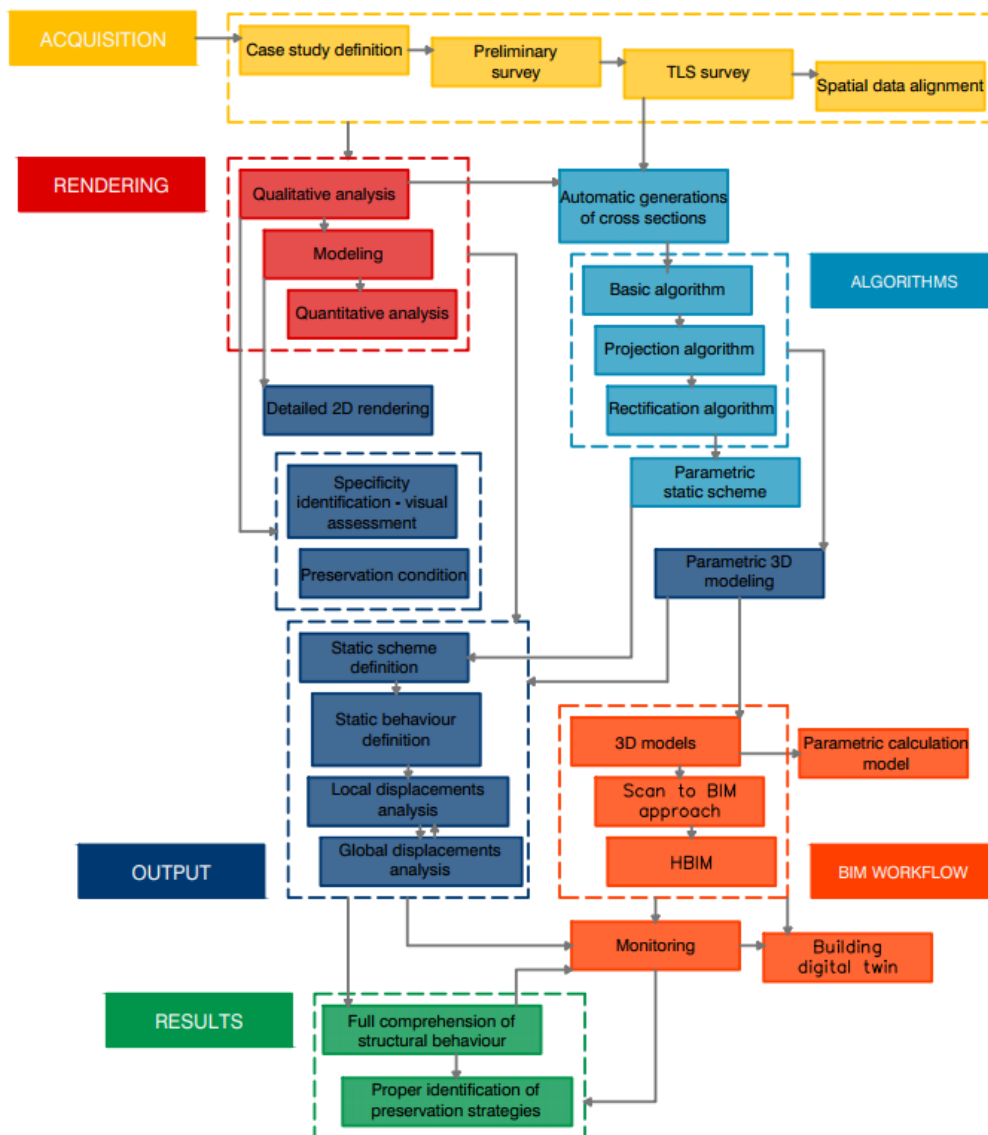 ACQUISITION
Case study definition
Preliminary
survey
TLS survey
Spatial data alignment
RENDERING
Qualitative analysis
Modeling
Quantitative analysis
Automatic generations
of cross sections
ALGORITHMS
Basic algorithm
Projection algorithm
Rectification algorithm
Detailed 2D rendering
Parametric
static scheme
Specificity
identification - visual
assessment
Preservation condition
Parametric 3D
modeling
Static scheme
definition
Static behaviour
definition
Local displacements
analysis
Global displacements
analysis
OUTPUT
3D models
Parametric calculation
model
Scan to BIM
approach
HBIM
BIM WORKFLOW
Monitoring
Building
digital twin
RESULTS
Full comprehension of
structural behaviour
Proper identification of
preservation strategies